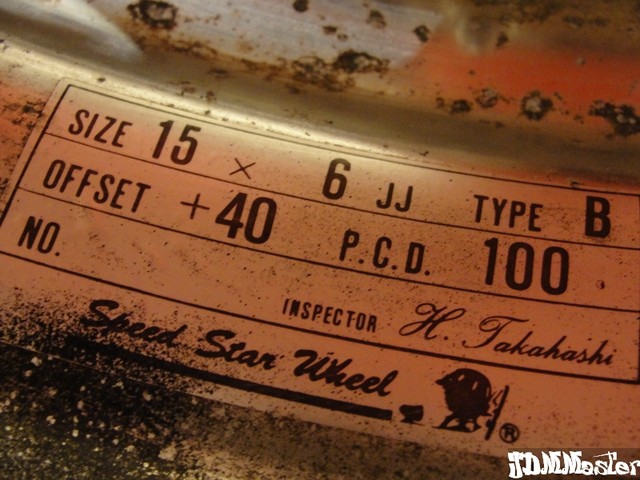 SIZE 15 × 6 JJ TYPE B
OFFSET +40 P.C.D. 100
NO.
INSPECTOR H. Takahashi
Speed Star Wheel ®
JDMMaster